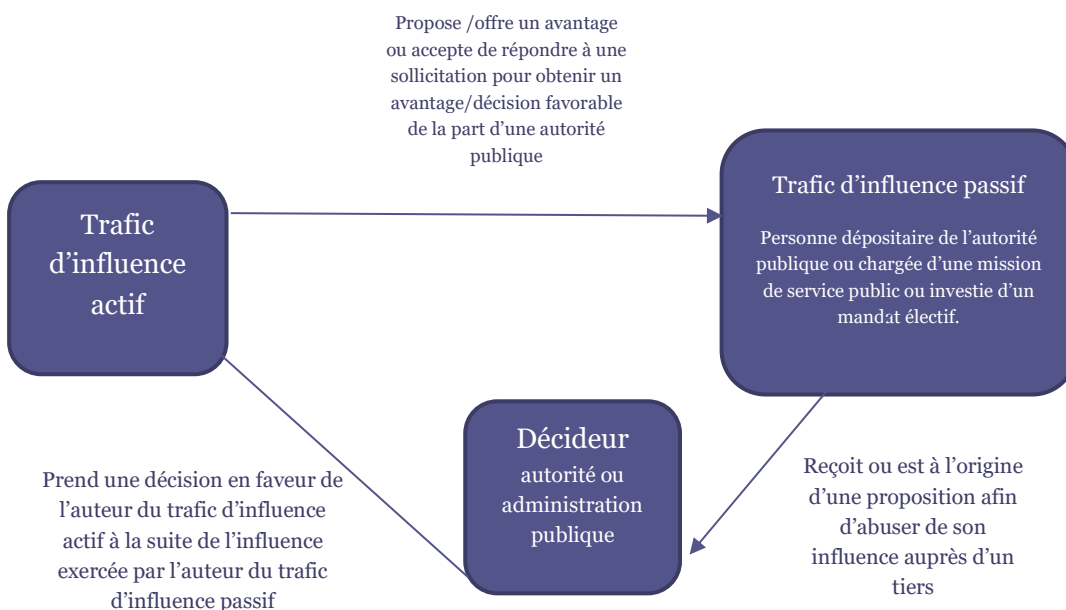 Propose /offre un avantage
ou accepte de répondre à une
sollicitation pour obtenir un
avantage/décision favorable
de la part d’une autorité
publique
Trafic
d’influence
actif
Trafic d’influence passif
Personne dépositaire de l’autorité
publique ou chargée d’une mission
de service public ou investie d’un
mandat électif.
Décideur
autorité ou
administration
publique
Prend une décision en faveur de
l’auteur du trafic d’influence
actif à la suite de l’influence
exercée par l’auteur du trafic
d’influence passif
Reçoit ou est à l’origine
d’une proposition afin
d’abuser de son
influence auprès d’un
tiers